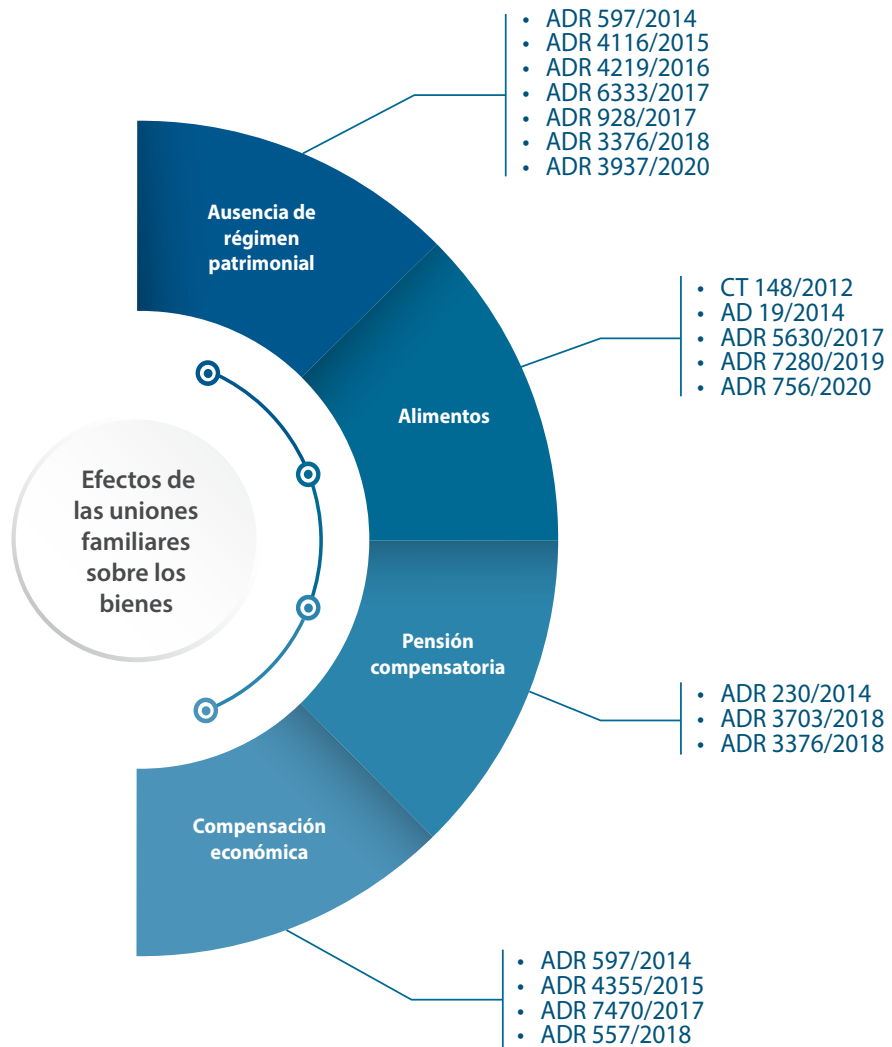 Efectos de
las uniones
familiares
sobre los
bienes
Ausencia de
régimen
patrimonial
• ADR 597/2014
• ADR 4116/2015
• ADR 4219/2016
• ADR 6333/2017
• ADR 928/2017
• ADR 3376/2018
• ADR 3937/2020
Alimentos
• CT 148/2012
• AD 19/2014
• ADR 5630/2017
• ADR 7280/2019
• ADR 756/2020
Pensión
compensatoria
• ADR 230/2014
• ADR 3703/2018
• ADR 3376/2018
Compensación
económica
• ADR 597/2014
• ADR 4355/2015
• ADR 7470/2017
• ADR 557/2018